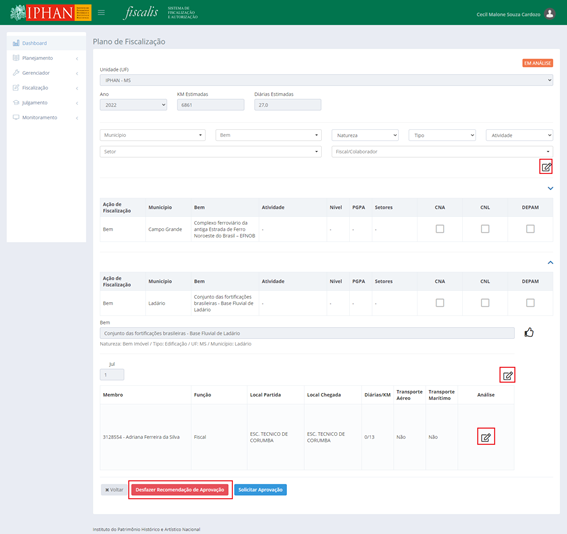 IPHAN
fiscalis
SISTEMA DE
FISCALIZAÇÃO
E AUTORIZAÇÃO
Cecil Malone Souza Cardozo
Dashboard
Planejamento
Gerenciador
Fiscalização
Julgamento
Monitoramento
Plano de Fiscalização
EM ANÁLISE
Unidade (UF)
IPHAN - MS
Ano KM Estimadas Diárias Estimadas
2022 6861 27.0
Município Bem Natureza Tipo Atividade
Setor Fiscal/Colaborador
Ação de Fiscalização Município Bem Atividade Nível PGPA Setores CNA CNL DEPAM
Bem Campo Grande Complexo ferroviário da antiga Estrada de Ferro Noroeste do Brasil – EFNOB - - - -
Ação de Fiscalização Município Bem Atividade Nível PGPA Setores CNA CNL DEPAM
Bem Ladário Conjunto das fortificações brasileiras - Base Fluvial de Ladário - - - -
Bem
Conjunto das fortificações brasileiras - Base Fluvial de Ladário
Natureza: Bem imóvel / Tipo: Edificação / UF: MS / Município: Ladário
Jul
1
Membro Função Local Partida Local Chegada Diárias/KM Transporte Aéreo Transporte Marítimo Análise
3128554 - Adriana Ferreira da Silva Fiscal ESC. TECNICO DE CORUMBA ESC. TECNICO DE CORUMBA 0/13 Não Não
Voltar Desfazer Recomendação de Aprovação Solicitar Aprovação
Instituto do Patrimônio Histórico e Artístico Nacional